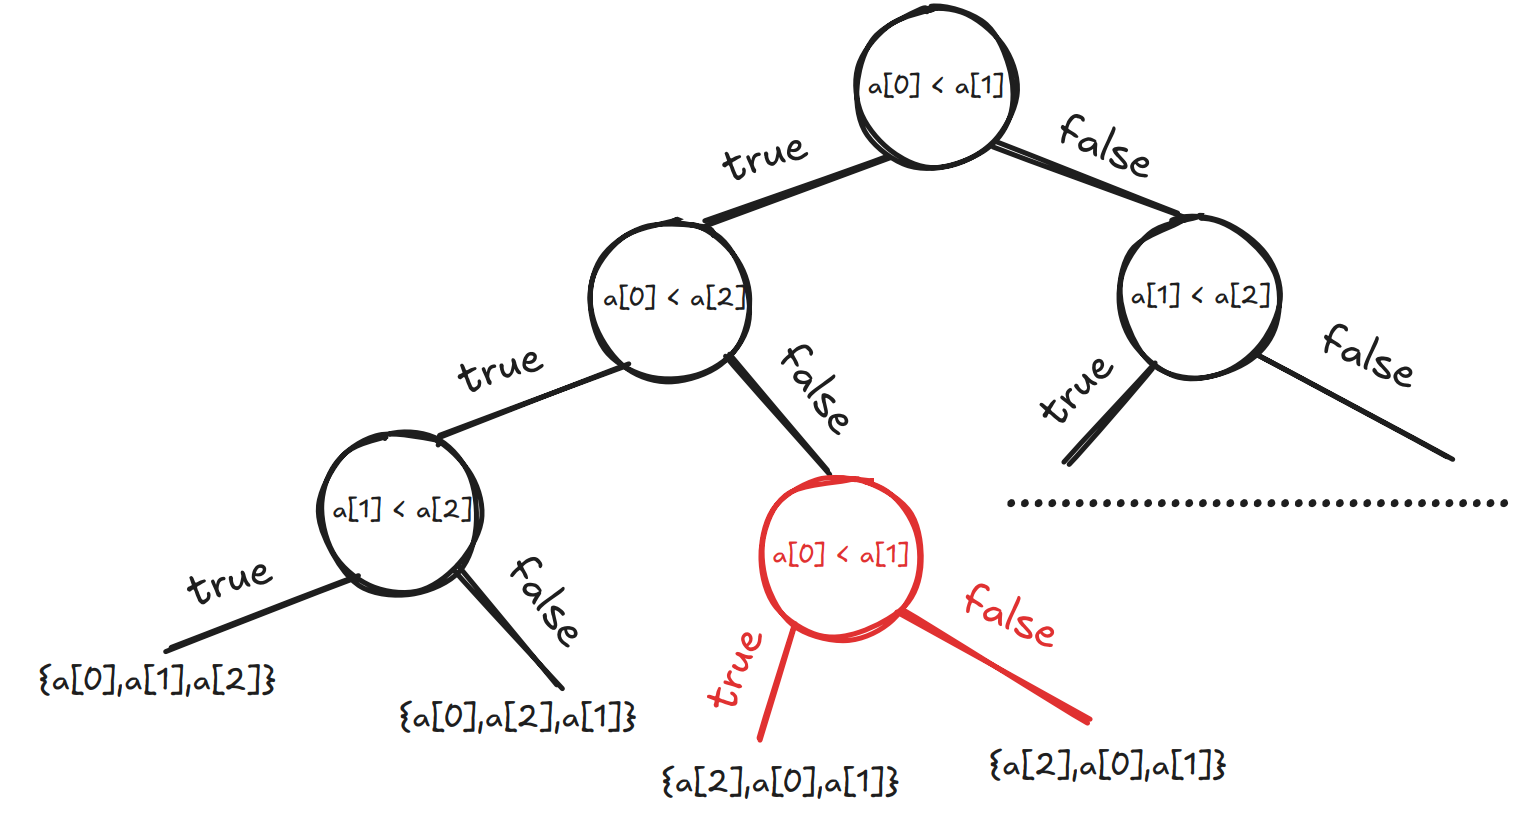 a[0] < a[1]
true
false
a[0] < a[2]
a[1] < a[2]
true
false
true
false
a[1] < a[2]
a[0] < a[1]
true
false
true
false
{a[0],a[1],a[2]}
{a[0],a[2],a[1]}
{a[2],a[0],a[1]}
{a[2],a[0],a[1]}